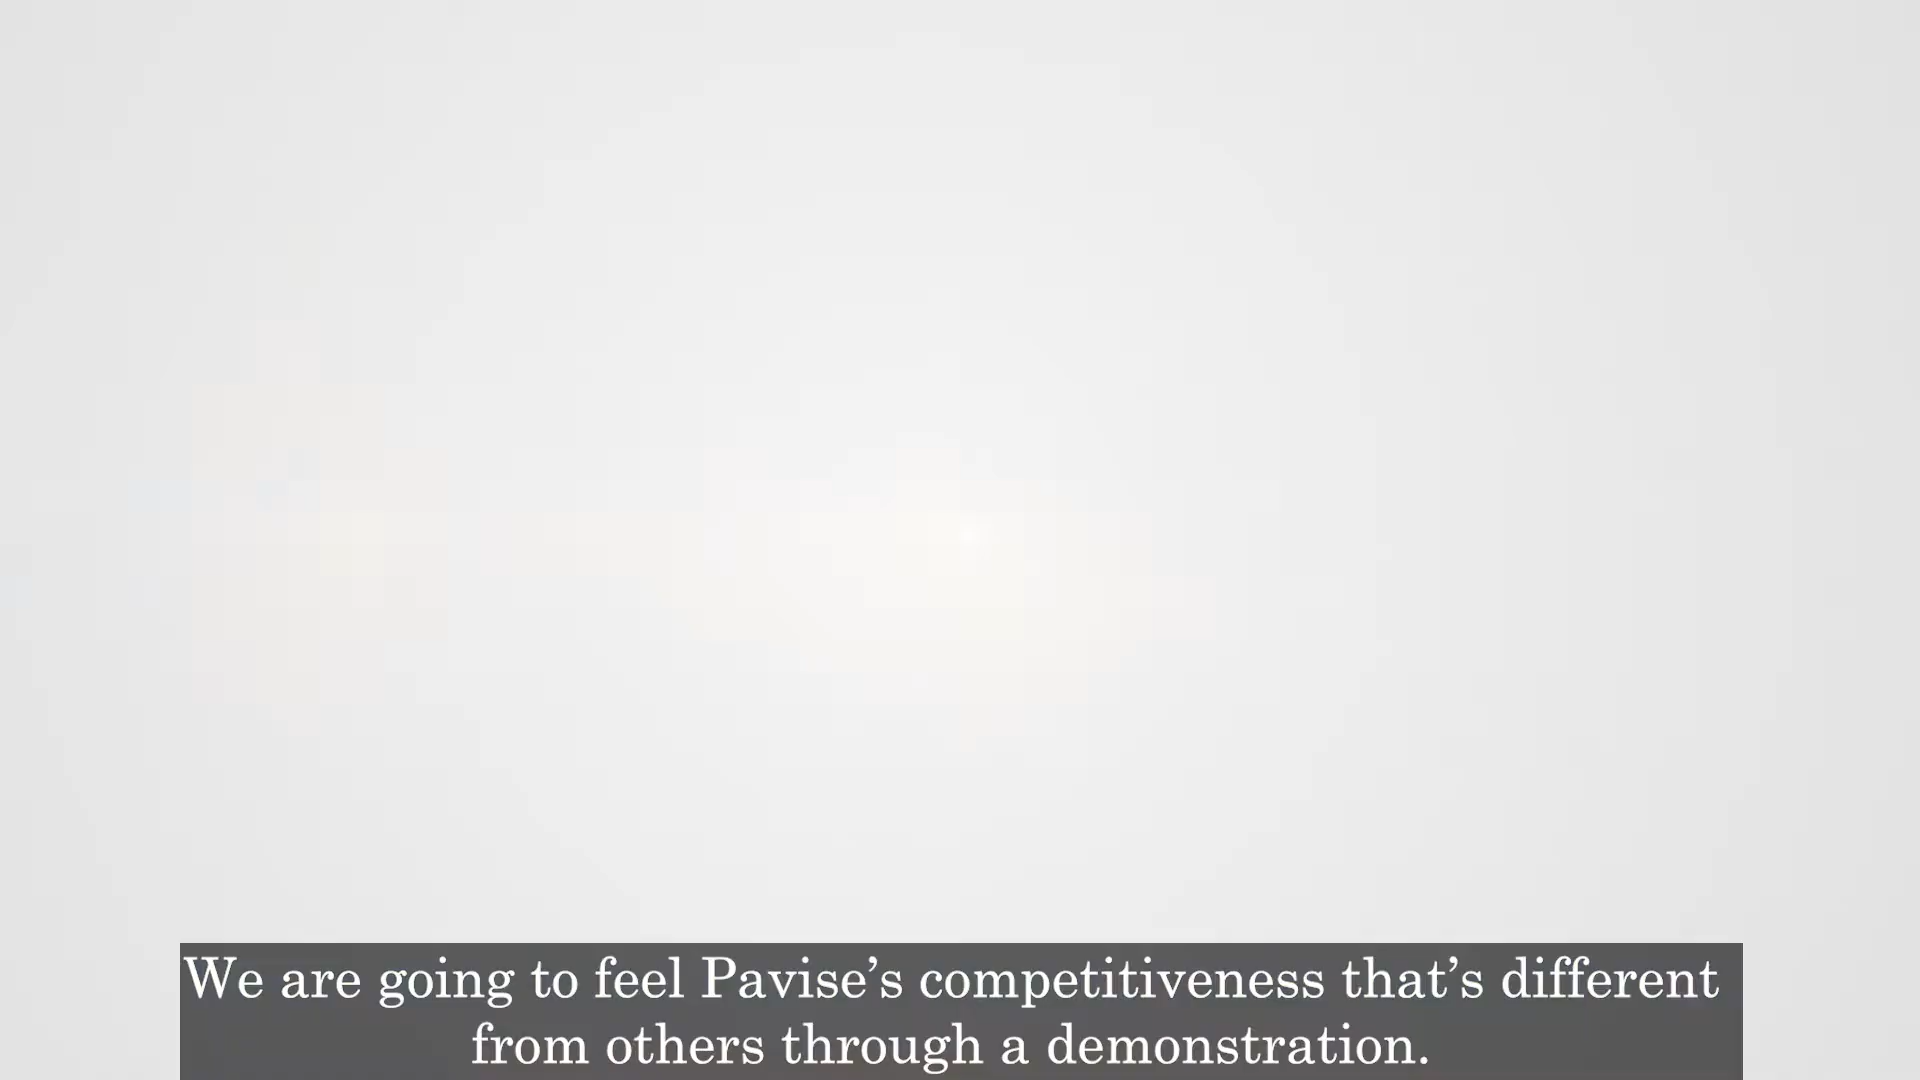 We are going to feel Pavise’s competitiveness that’s different
from others through a demonstration.